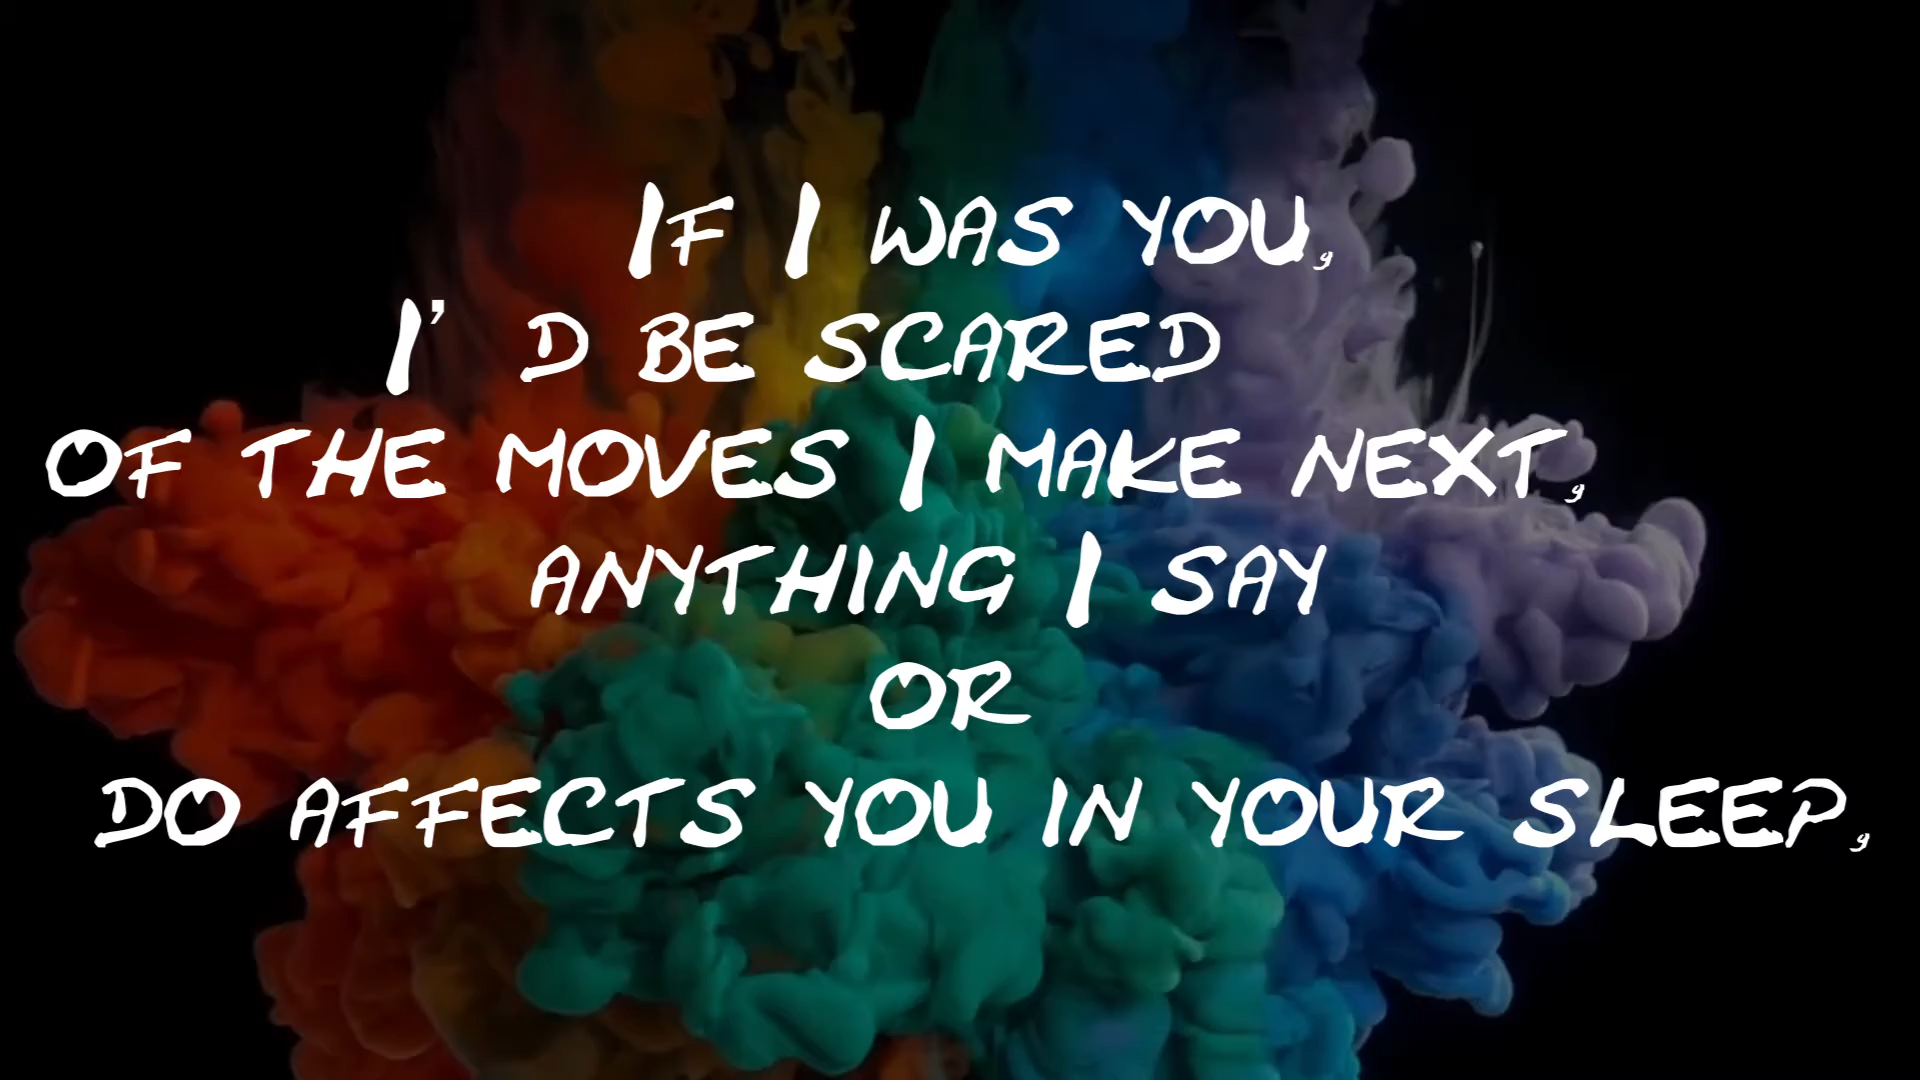 If I was you,
I' d be scared
of the moves I make next,
anything I say
or
do affects you in your sleep,